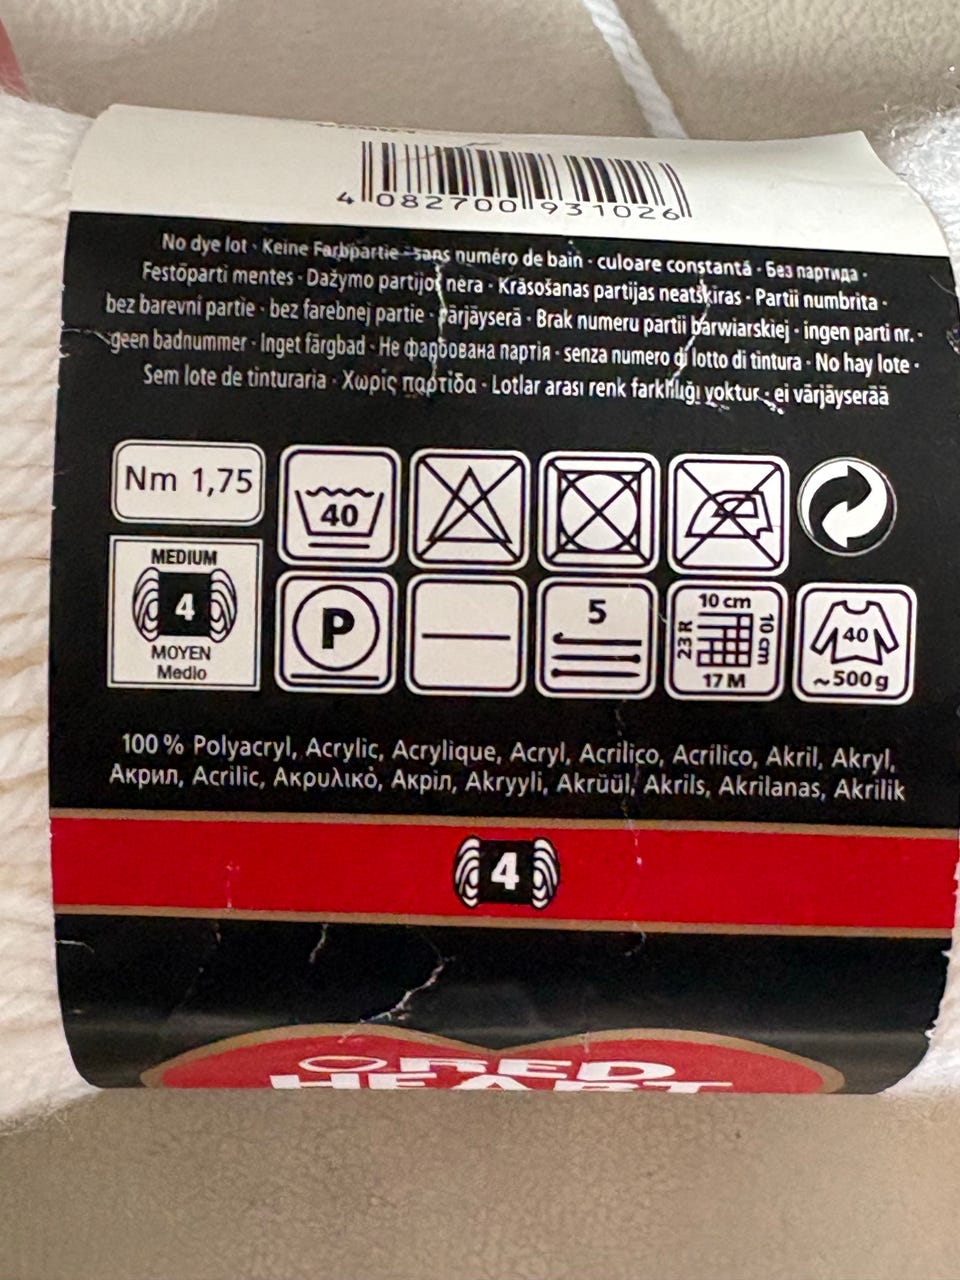 4 082700 931026
No dye lot · Keine Farbpartie · sans numéro de bain · culoare constantă · Без партида ·
Festőparti mentes · Dažymo partijos nera · Krāsošanas partijas neatšķiras · Partii numbrita ·
bez barevní partie · bez farebnej partie · värjäyserä · Brak numeru partii barwiarskiej · ingen parti nr. ·
geen badnummer · Inget färgbad · Не фарбована партія · senza numero di lotto di tintura · No hay lote ·
Sem lote de tinturaria · Χωρίς παρτίδα · Lotlar arası renk farklılığı yoktur · ei värjäyserää
Nm 1,75
40
MEDIUM
4
MOYEN
Medio
P
5
10 cm
23 R
10 cm
17 M
40
~500g
100 % Polyacryl, Acrylic, Acrylique, Acryl, Acrilico, Acrílico, Akril, Akryl,
Акрил, Acrilic, Ακρυλικό, Акріл, Akryyli, Akrüül, Akrils, Akrilanas, Akrilik
4
RED
HEART